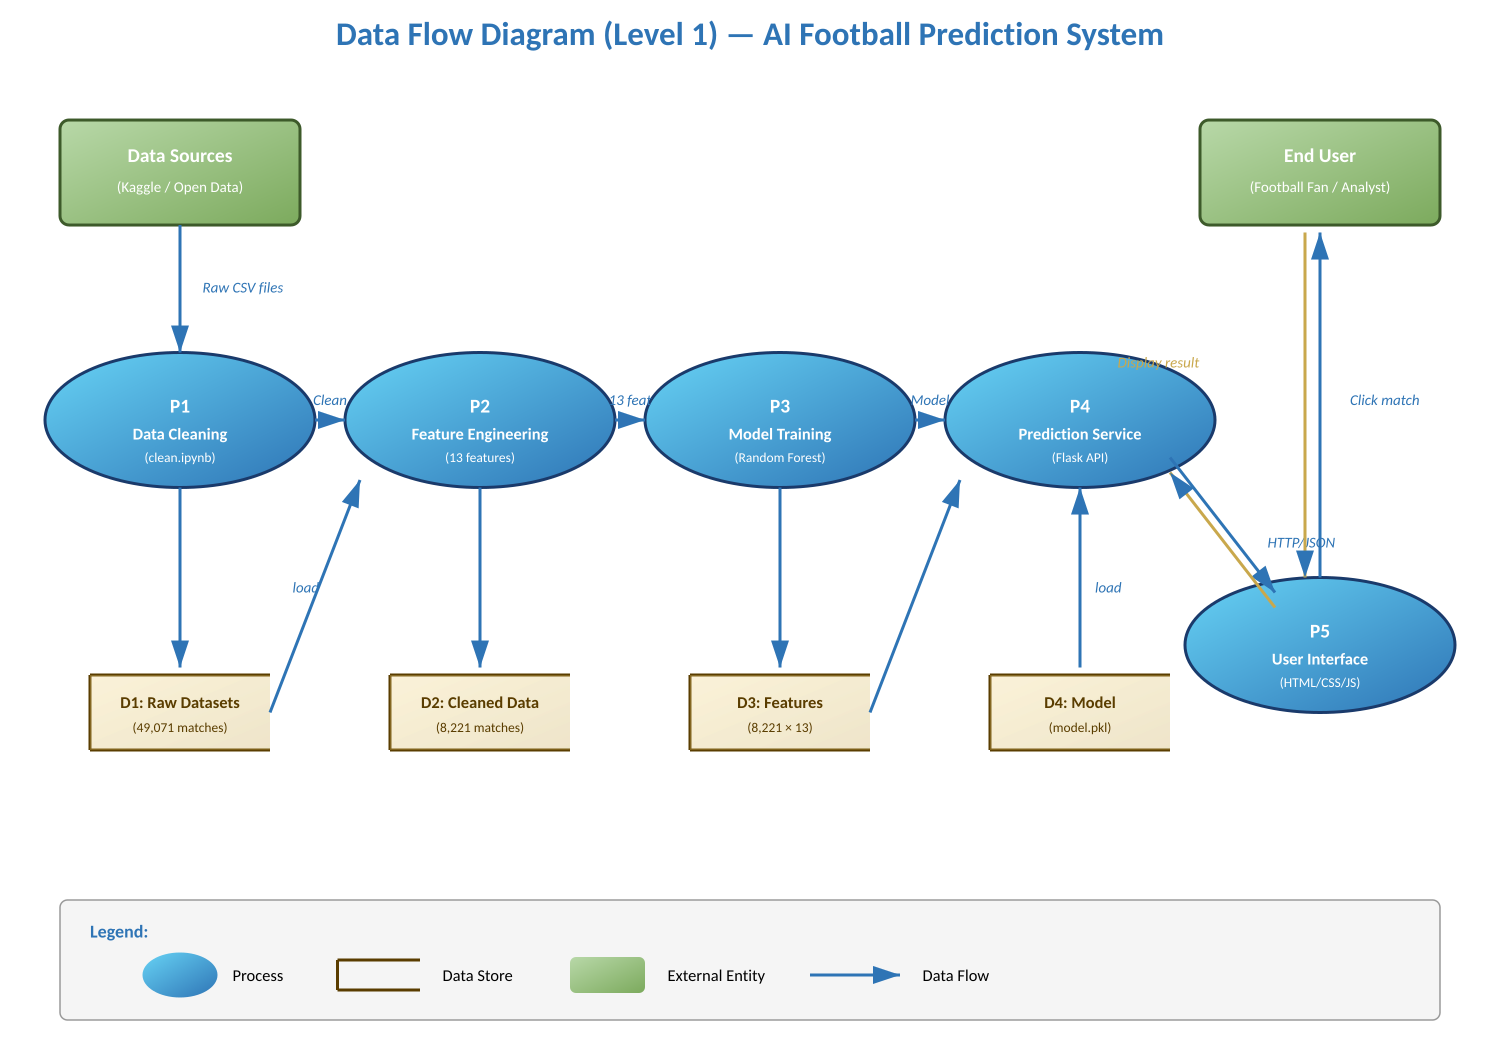 Data Flow Diagram (Level 1) — AI Football Prediction System
Data Sources
(Kaggle / Open Data)
End User
(Football Fan / Analyst)
Raw CSV files
Display result
Clean
13 feat
Model
Click match
P1
Data Cleaning
(clean.ipynb)
P2
Feature Engineering
(13 features)
P3
Model Training
(Random Forest)
P4
Prediction Service
(Flask API)
HTTP/JSON
load
load
P5
User Interface
(HTML/CSS/JS)
D1: Raw Datasets
(49,071 matches)
D2: Cleaned Data
(8,221 matches)
D3: Features
(8,221 × 13)
D4: Model
(model.pkl)
Legend:
Process
Data Store
External Entity
Data Flow